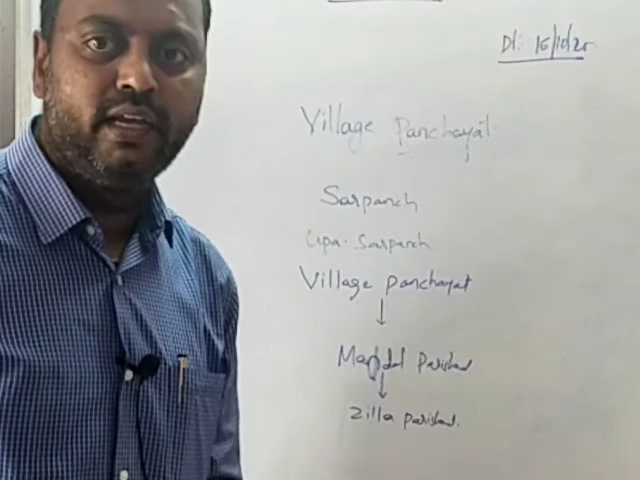 Dt: 16/10/20
Village Panchayat
Sarpanch
Upa-Sarpanch
Village panchayat
Mandal Parishad
Zilla parishad.